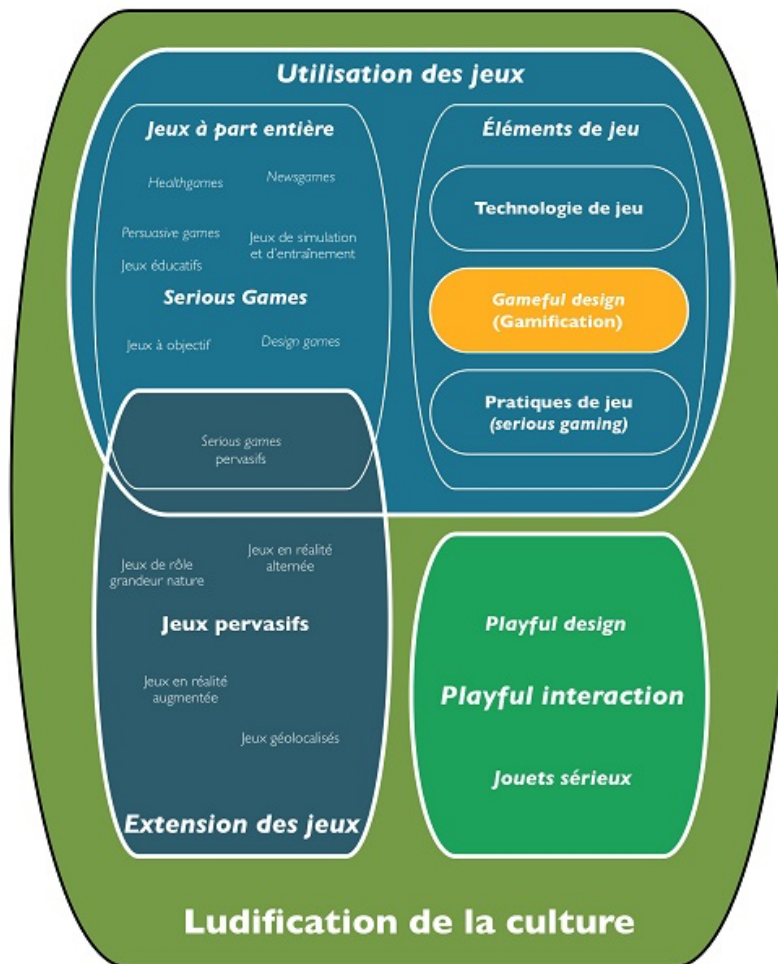 Utilisation des jeux
Jeux à part entière
Healthgames
Newsgames
Persuasive games
Jeux de simulation
et d'entraînement
Jeux éducatifs
Serious Games
Jeux à objectif
Design games
Éléments de jeu
Technologie de jeu
Gameful design
(Gamification)
Pratiques de jeu
(serious gaming)
Serious games
pervasifs
Jeux de rôle
grandeur nature
Jeux en réalité
alternée
Jeux pervasifs
Jeux en réalité
augmentée
Jeux géolocalisés
Extension des jeux
Playful design
Playful interaction
Jouets sérieux
Ludification de la culture